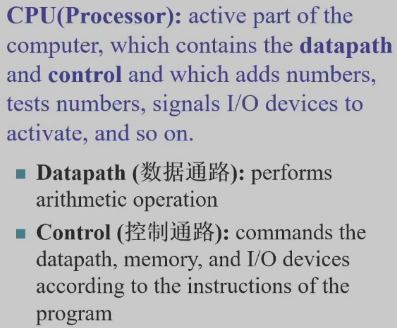 CPU(Processor): active part of the
computer, which contains the datapath
and control and which adds numbers,
tests numbers, signals I/O devices to
activate, and so on.
Datapath (数据通路): performs
arithmetic operation
Control (控制通路): commands the
datapath, memory, and I/O devices
according to the instructions of the
program